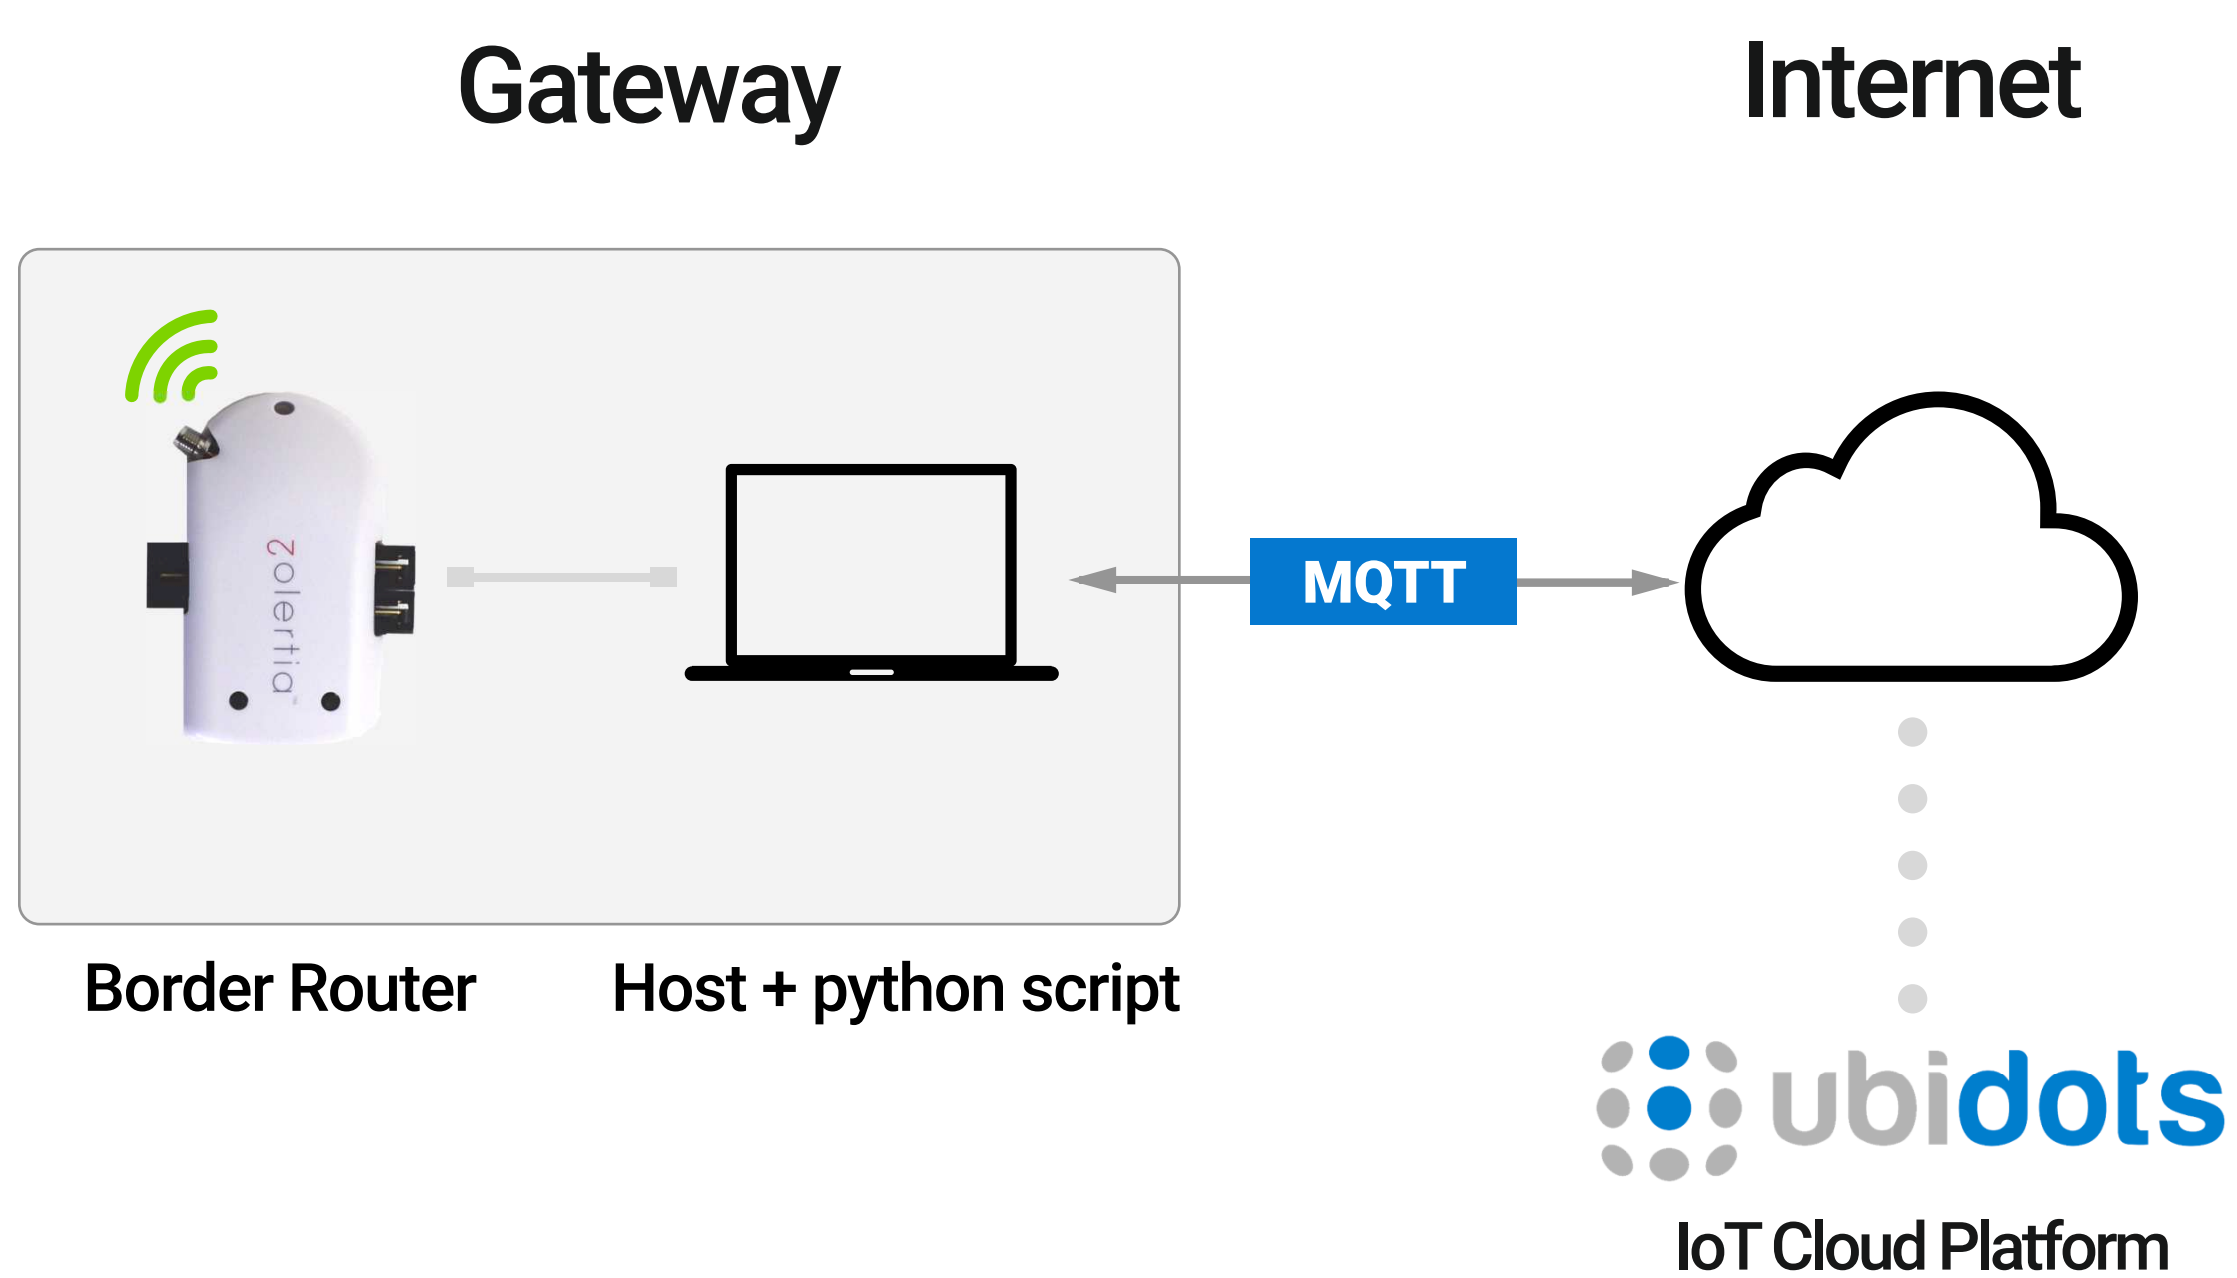 Gateway
Internet
Zolertia
MQTT
Border Router
Host + python script
ubidots
IoT Cloud Platform